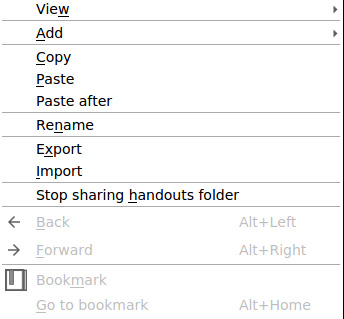 View
Add
Copy
Paste
Paste after
Rename
Export
Import
Stop sharing handouts folder
Back Alt+Left
Forward Alt+Right
Bookmark
Go to bookmark Alt+Home